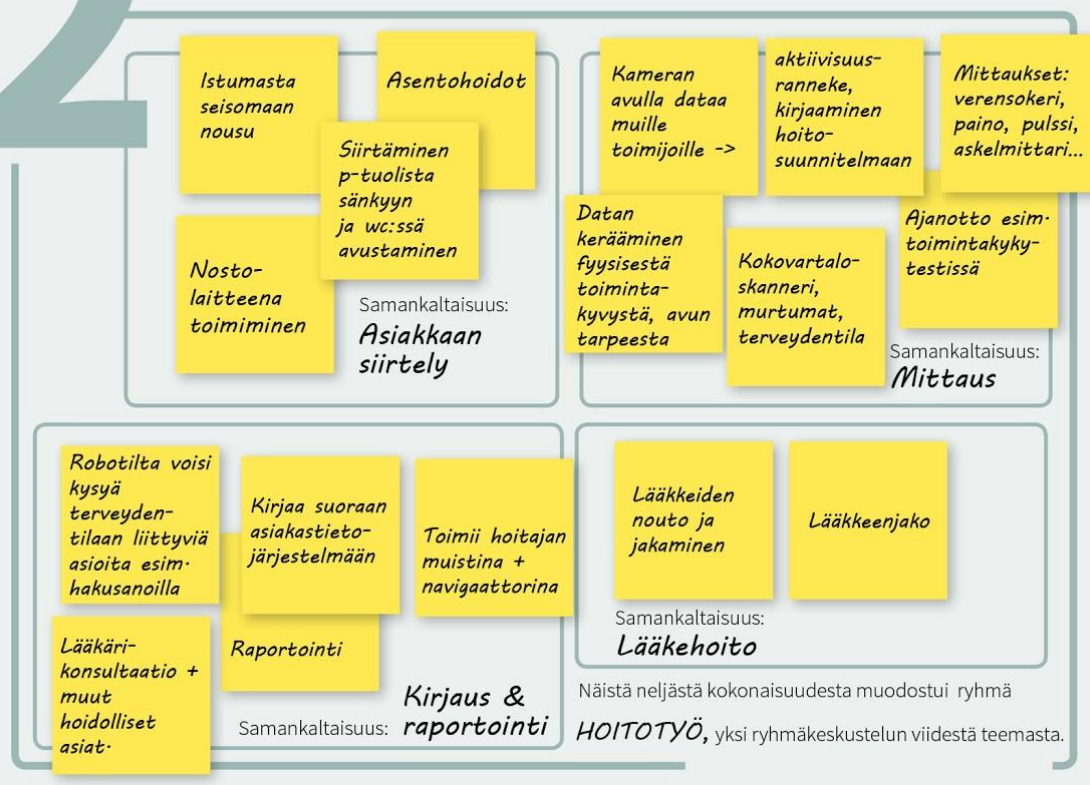 2
Istumasta
seisomaan
nousu
Asentohoidot
Siirtäminen
p-tuolista
sänkyyn
ja wc:ssä
avustaminen
Nosto-
laitteena
toimiminen
Samankaltaisuus:
Asiakkaan
siirtely
Kameran
avulla dataa
muille
toimijoille ->
aktiivisuus-
ranneke,
kirjaaminen
hoito-
suunnitelmaan
Mittaukset:
verensokeri,
paino, pulssi,
askelmittari...
Datan
kerääminen
fyysisestä
toiminta-
kyvystä, avun
tarpeesta
Kokovartalo-
skanneri,
murtumat,
terveydentila
Ajanotto esim.
toimintakyky-
testissä
Samankaltaisuus:
Mittaus
Robotilta voisi
kysyä
terveyden-
tilaan liittyviä
asioita esim.
hakusanoilla
Kirjaa suoraan
asiakastieto-
järjestelmään
Toimii hoitajan
muistina +
navigaattorina
Lääkäri-
konsultaatio +
muut
hoidolliset
asiat.
Raportointi
Samankaltaisuus:
Kirjaus &
raportointi
Lääkkeiden
nouto ja
jakaminen
Lääkkeenjako
Samankaltaisuus:
Lääkehoito
Näistä neljästä kokonaisuudesta muodostui ryhmä
HOITOTYÖ, yksi ryhmäkeskustelun viidestä teemasta.